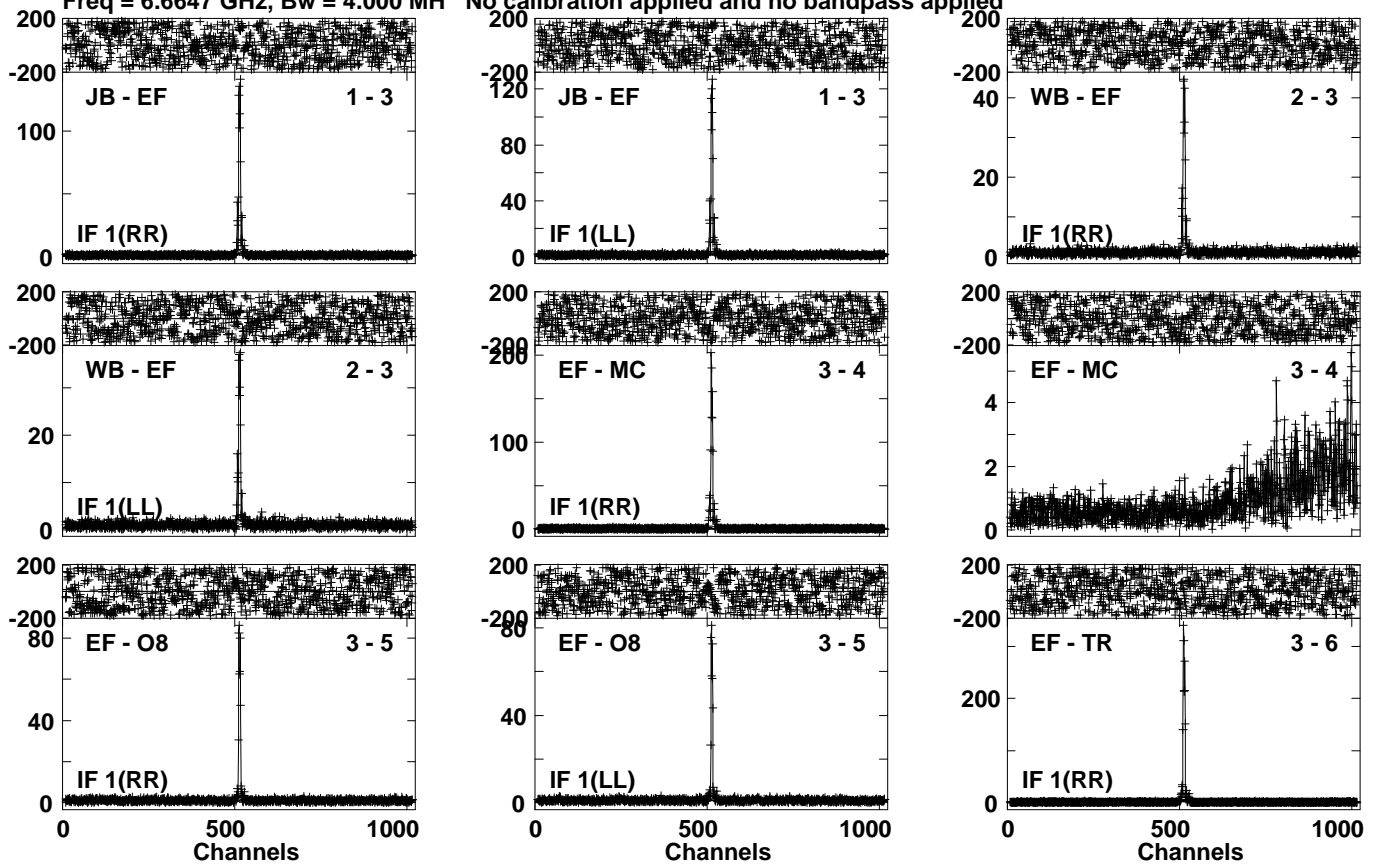 Freq = 6.6647 GHz, Bw = 4.000 MH No calibration applied and no bandpass applied
200 200 200
-200 -200 -200
JB - EF 1 - 3 JB - EF 1 - 3 WB - EF 2 - 3
120
100 80 40
40 20
IF 1(RR) IF 1(LL) IF 1(RR)
0 0 0
200 200 200
-200 -200 -200
200
WB - EF 2 - 3 EF - MC 3 - 4 EF - MC 3 - 4
20 100 4
2
IF 1(LL) IF 1(RR)
0 0 0
200 200 200
-200 -200 -200
80 80
EF - O8 3 - 5 EF - O8 3 - 5 EF - TR 3 - 6
40 40 200
IF 1(RR) IF 1(LL) IF 1(RR)
0 0 0
0 500 1000 0 500 1000 0 500 1000
Channels Channels Channels